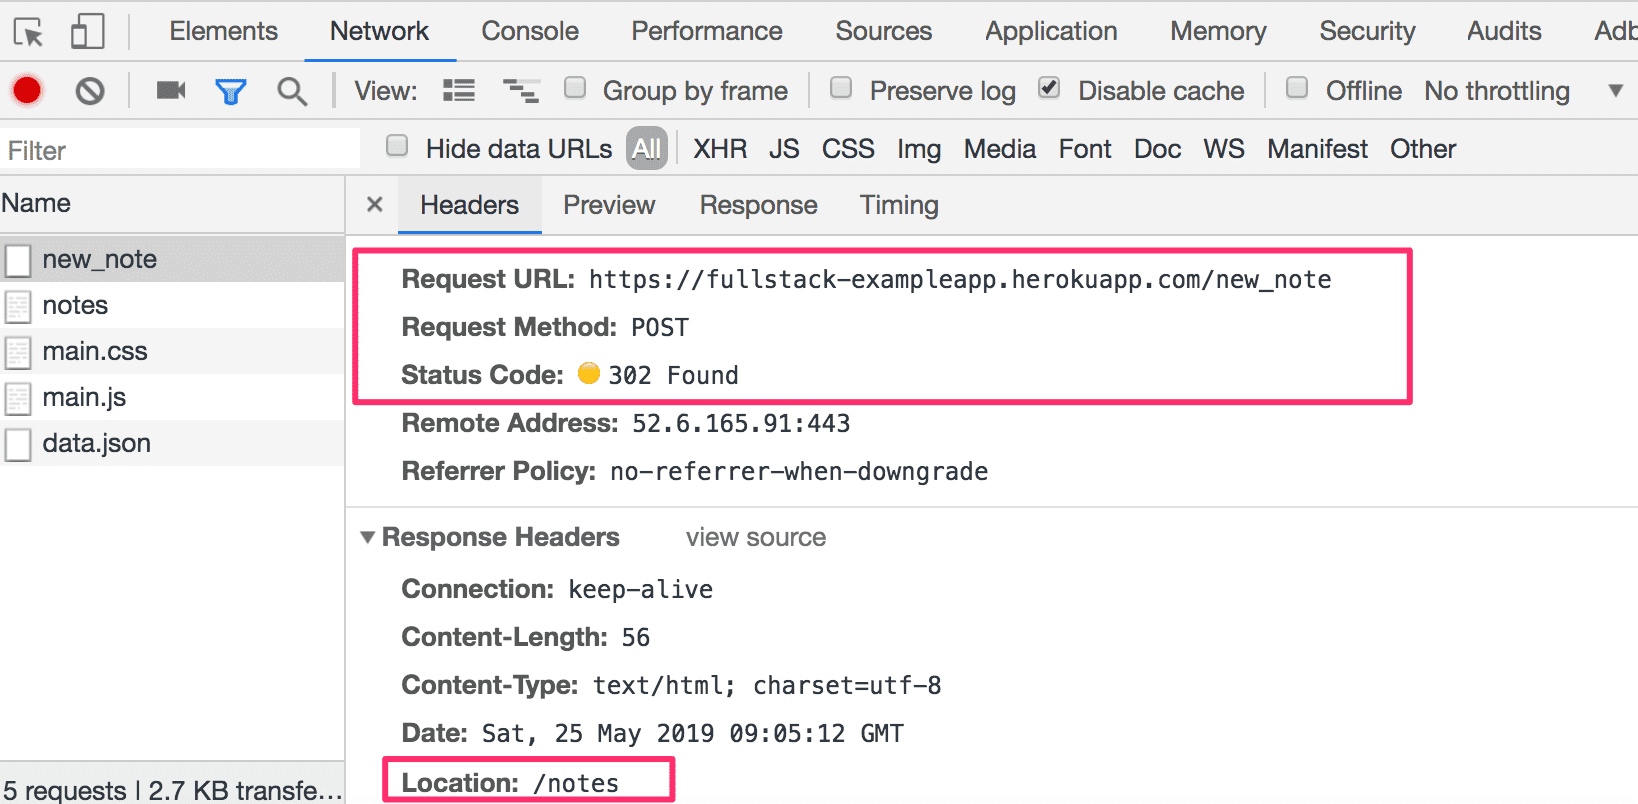 Elements Network Console Performance Sources Application Memory Security Audits Adb
View: Group by frame Preserve log Disable cache Offline No throttling
Filter Hide data URLs All XHR JS CSS Img Media Font Doc WS Manifest Other
Name
new_note
notes
main.css
main.js
data.json
5 requests | 2.7 KB transfe...
× Headers Preview Response Timing
Request URL: https://fullstack-exampleapp.herokuapp.com/new_note
Request Method: POST
Status Code: 302 Found
Remote Address: 52.6.165.91:443
Referrer Policy: no-referrer-when-downgrade
Response Headers view source
Connection: keep-alive
Content-Length: 56
Content-Type: text/html; charset=utf-8
Date: Sat, 25 May 2019 09:05:12 GMT
Location: /notes